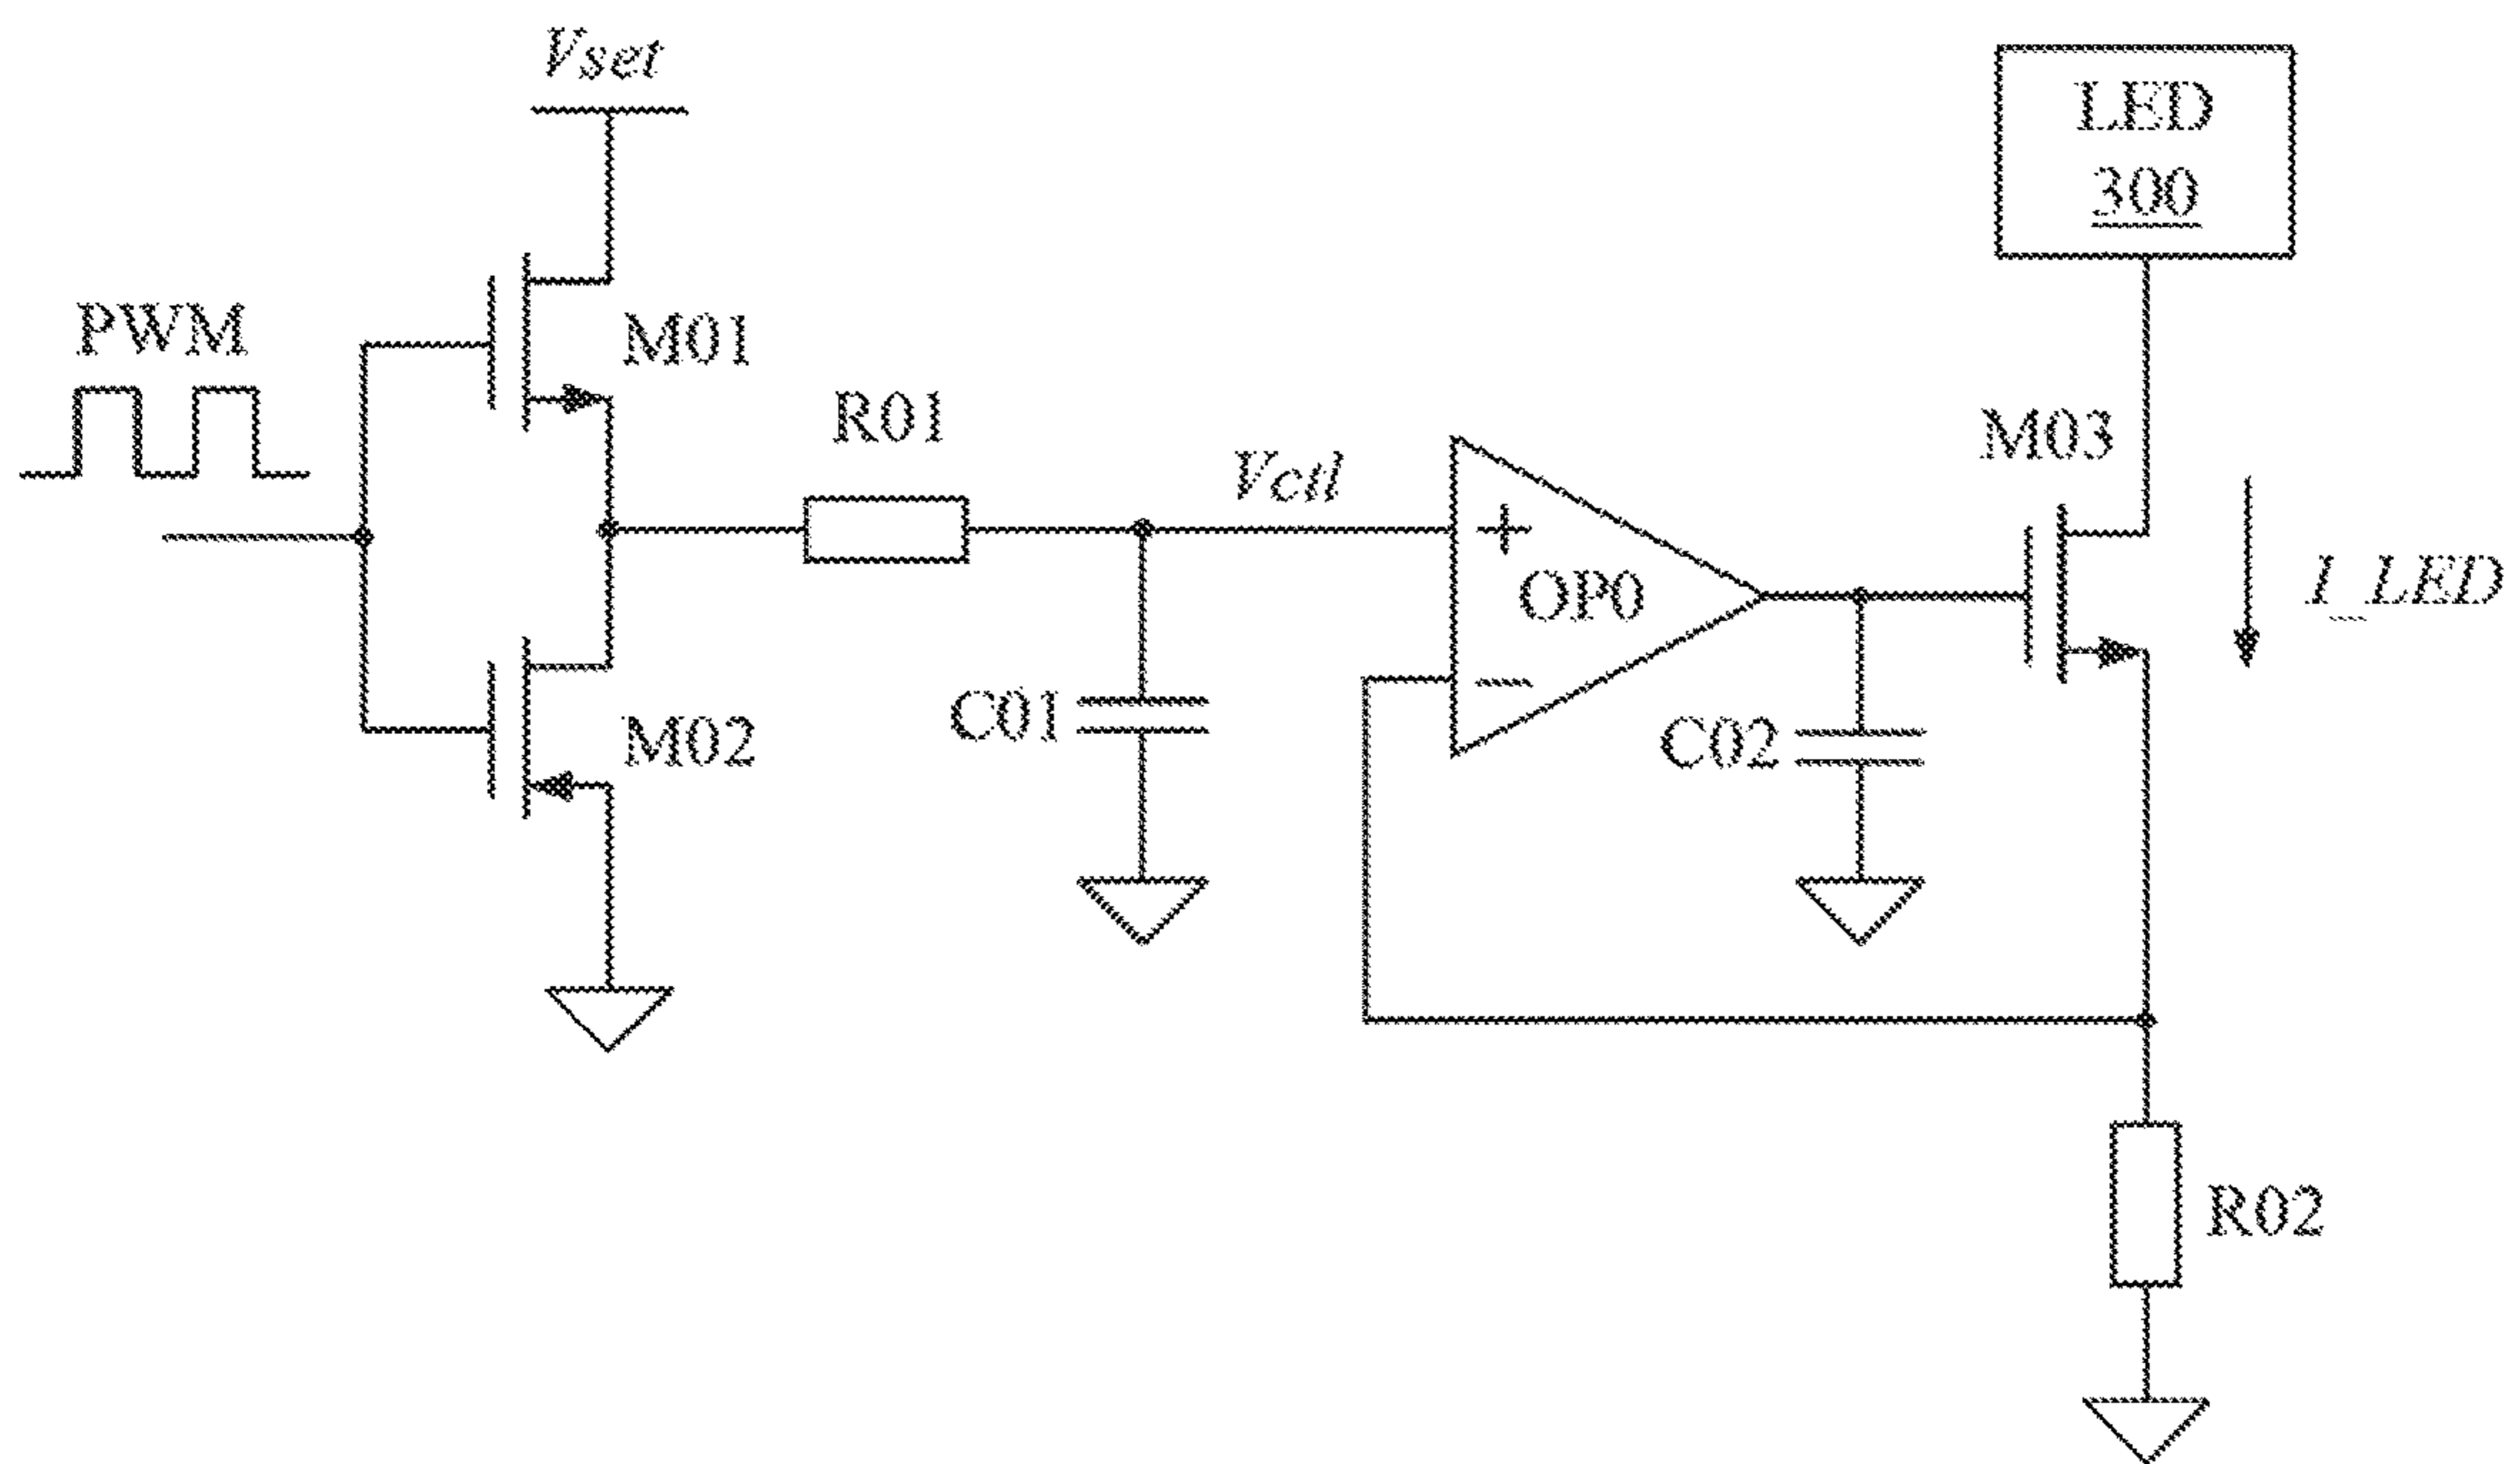 Vset
LED
300
PWM
M01
R01
Vctl
M03
+
OP0
I_LED
−
M02
C01
C02
R02